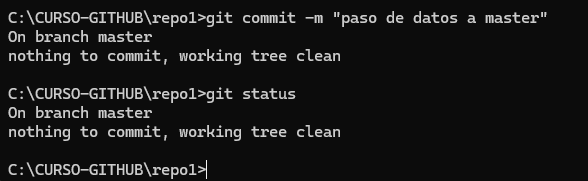 C:\CURSO-GITHUB\repo1>git commit -m "paso de datos a master"
On branch master
nothing to commit, working tree clean
C:\CURSO-GITHUB\repo1>git status
On branch master
nothing to commit, working tree clean
C:\CURSO-GITHUB\repo1>